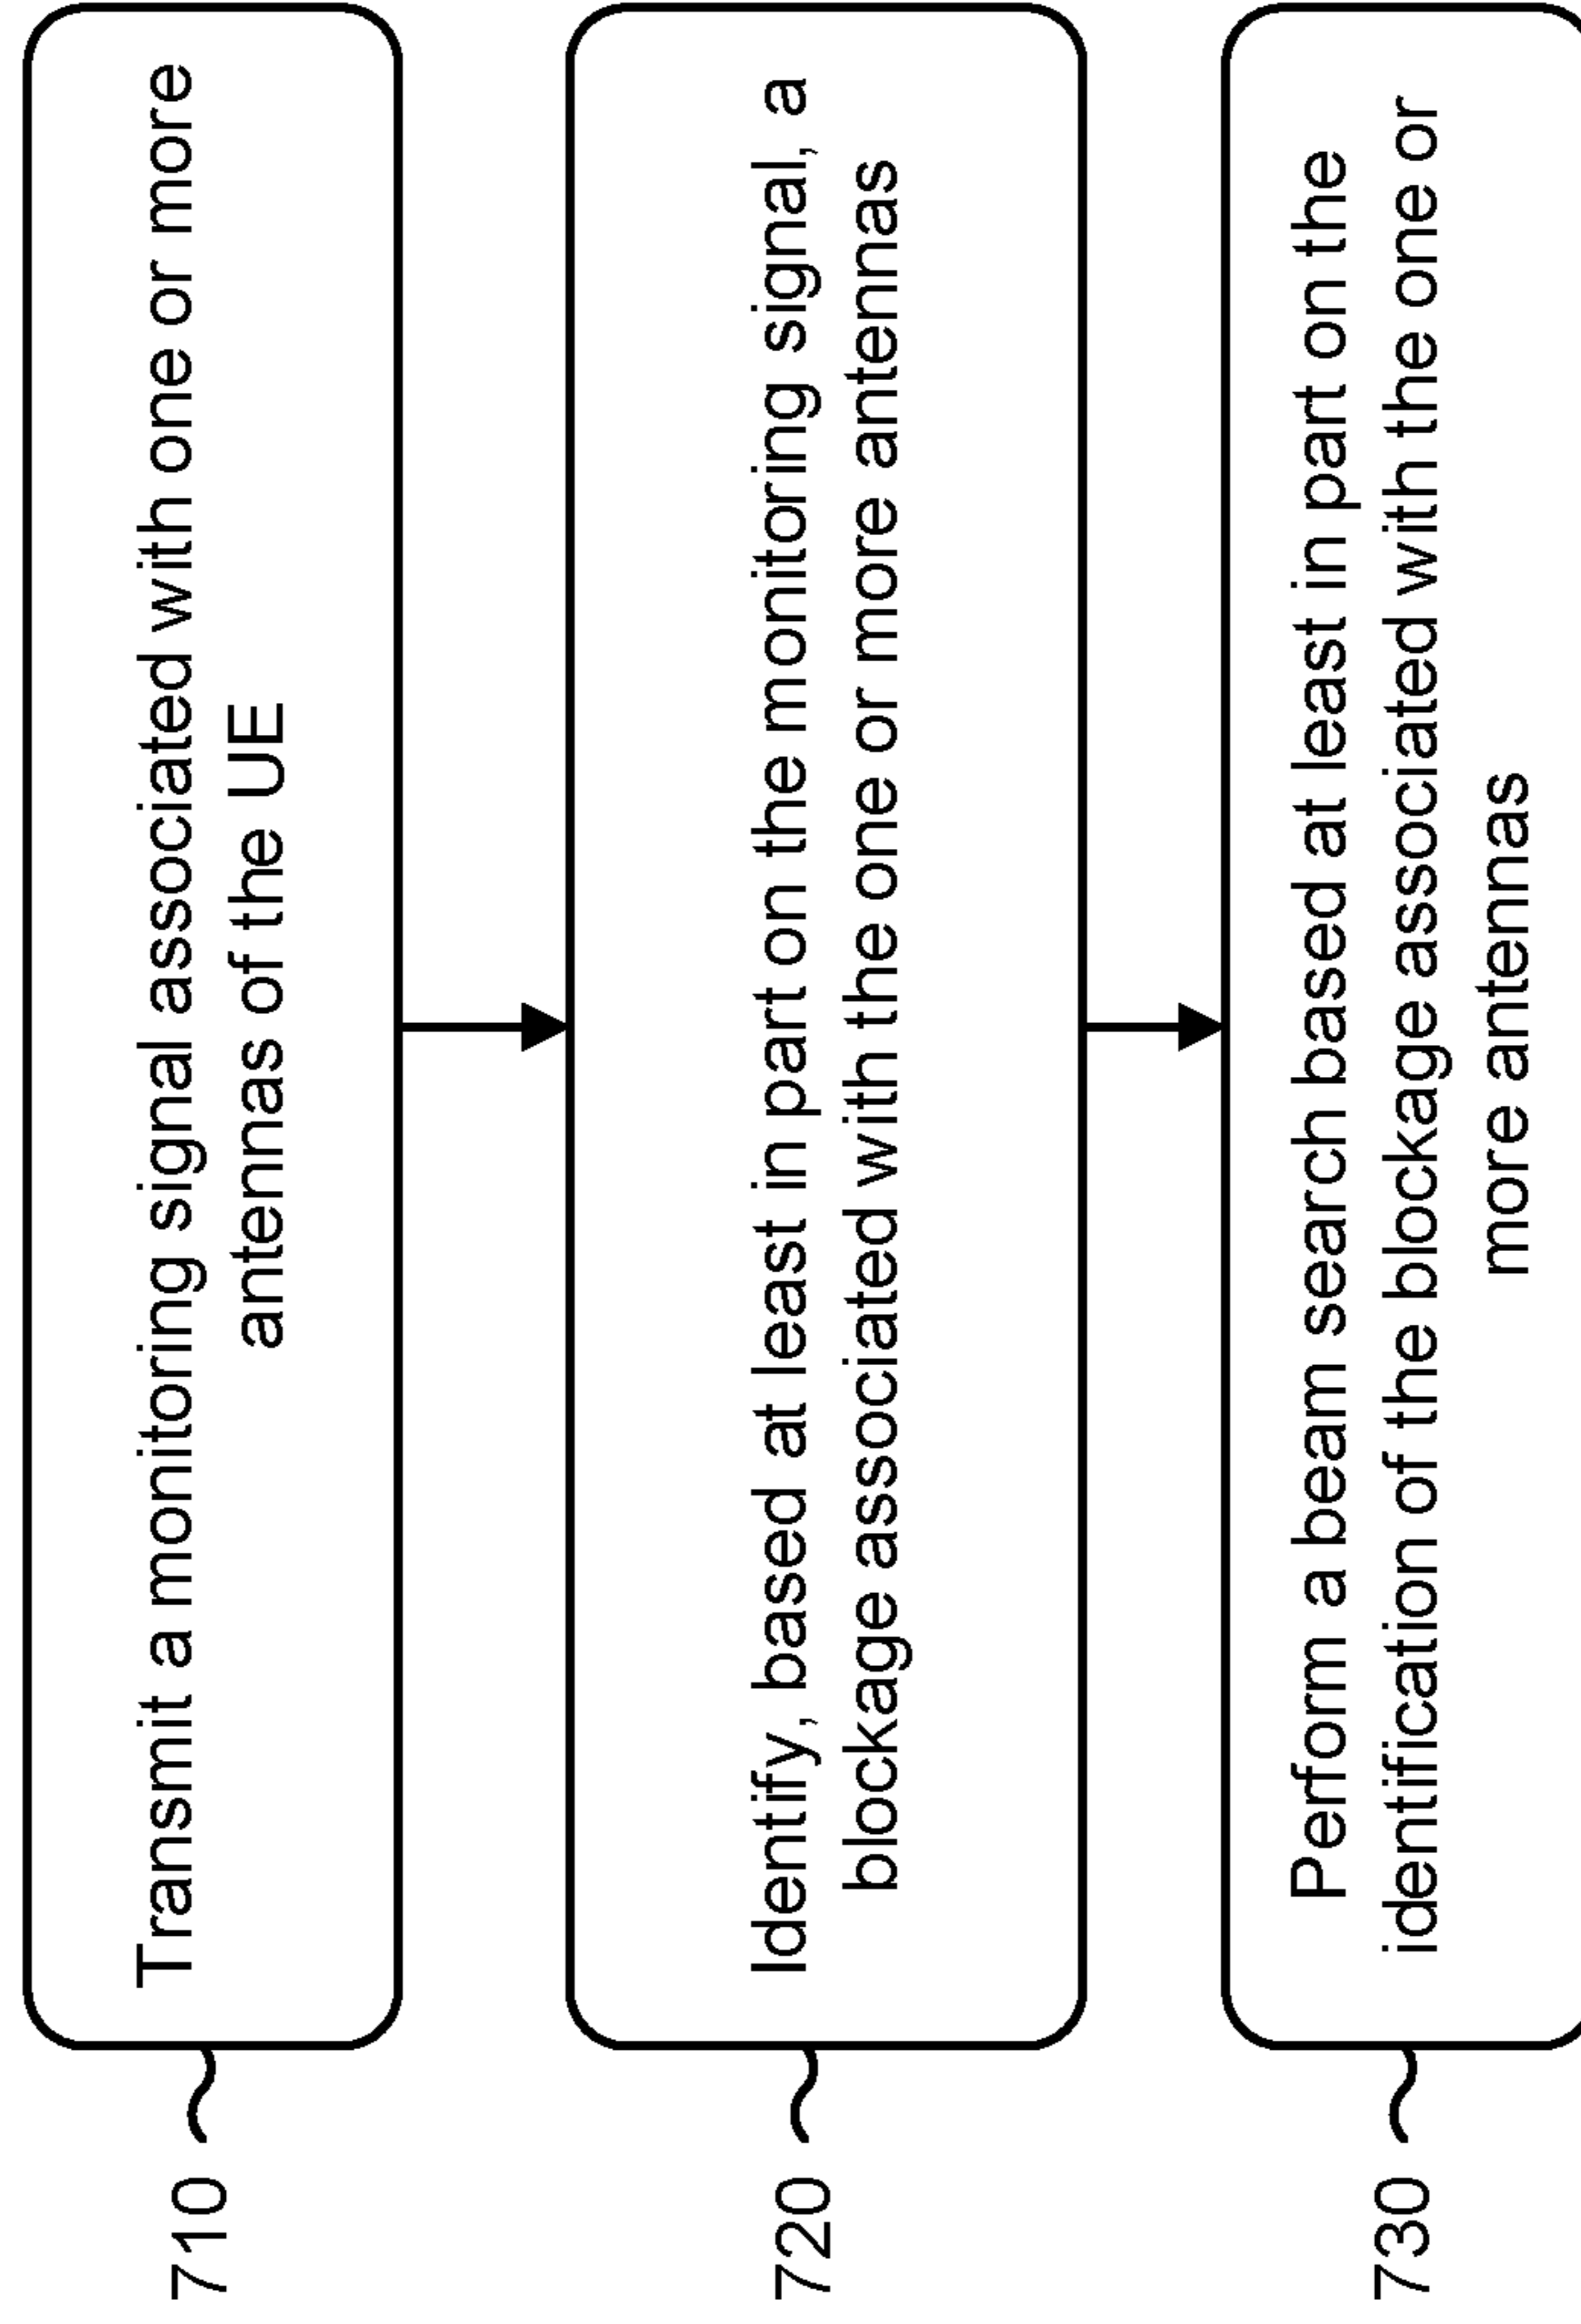 710
Transmit a monitoring signal associated with one or more
antennas of the UE
720
Identify, based at least in part on the monitoring signal, a
blockage associated with the one or more antennas
730
Perform a beam search based at least in part on the
identification of the blockage associated with the one or
more antennas